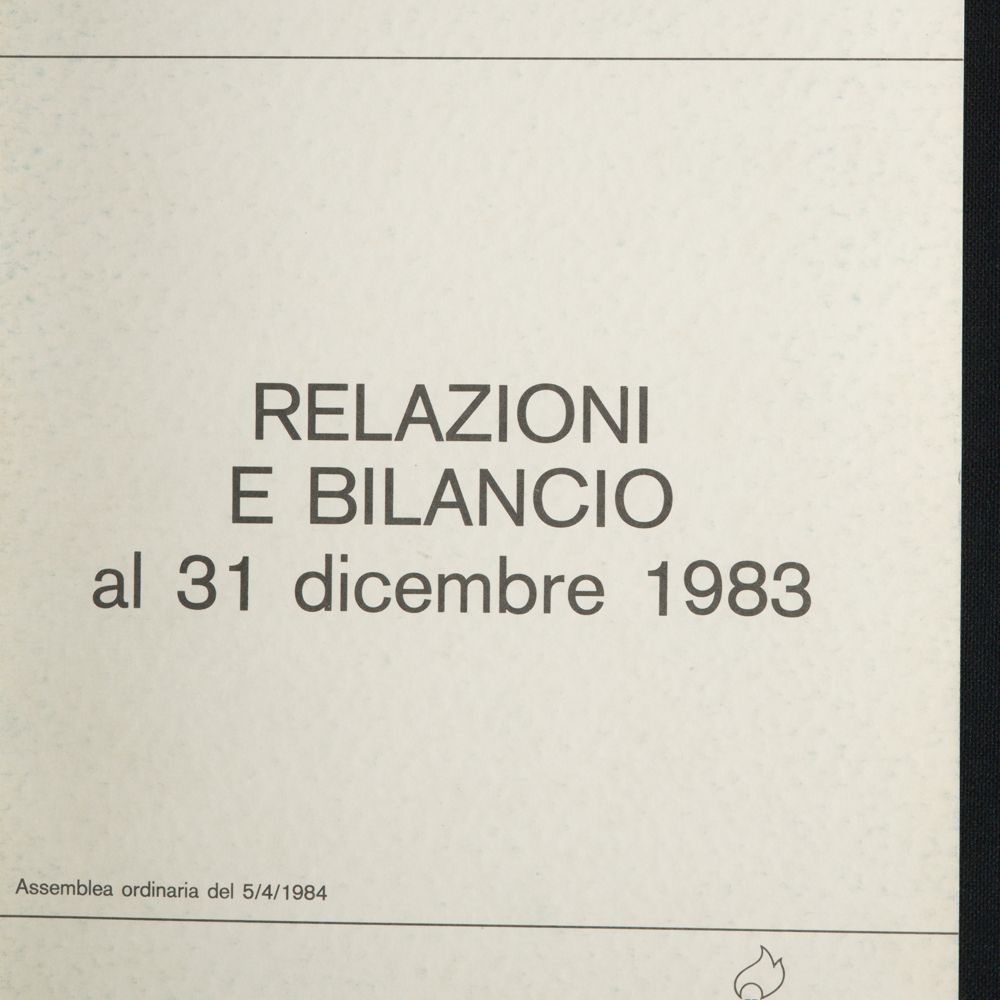 RELAZIONI
E BILANCIO
al 31 dicembre 1983
Assemblea ordinaria del 5/4/1984